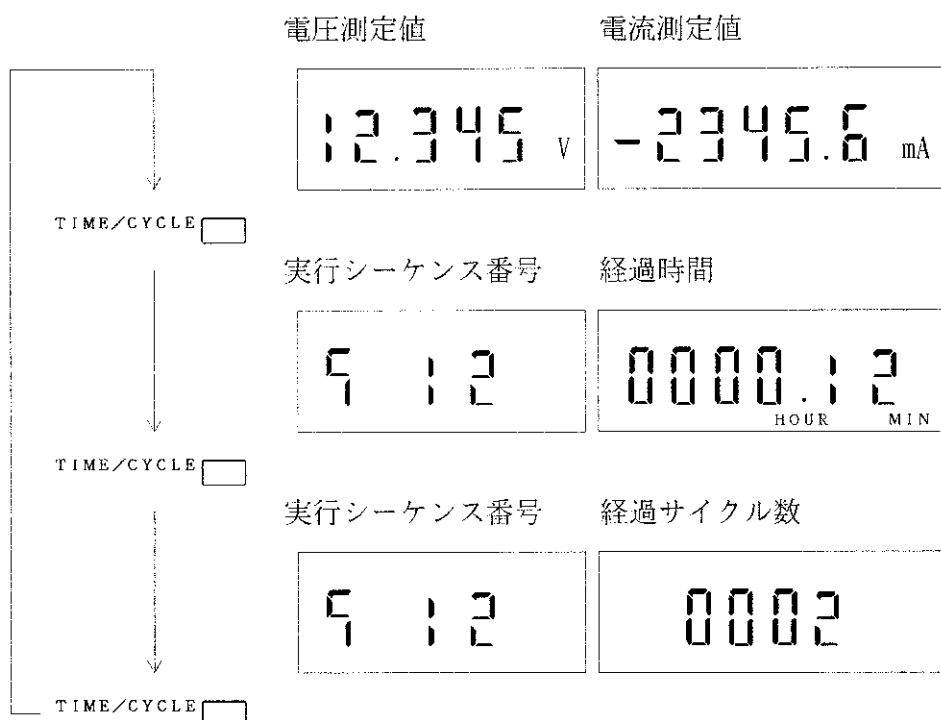 電圧測定値 電流測定値
12.345 V -2345.6 mA
TIME/CYCLE
実行シーケンス番号 経過時間
12 0000.12
HOUR MIN
TIME/CYCLE
実行シーケンス番号 経過サイクル数
12 0002
TIME/CYCLE